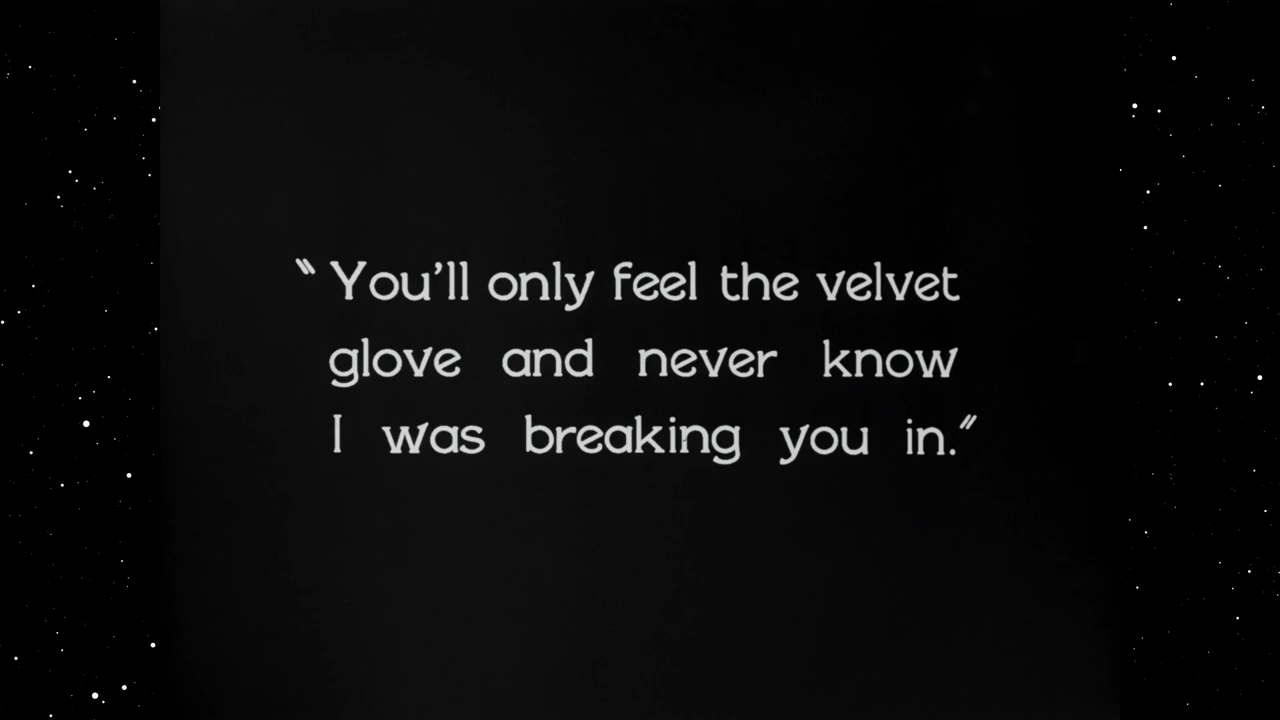 “You’ll only feel the velvet
glove and never know
I was breaking you in.”